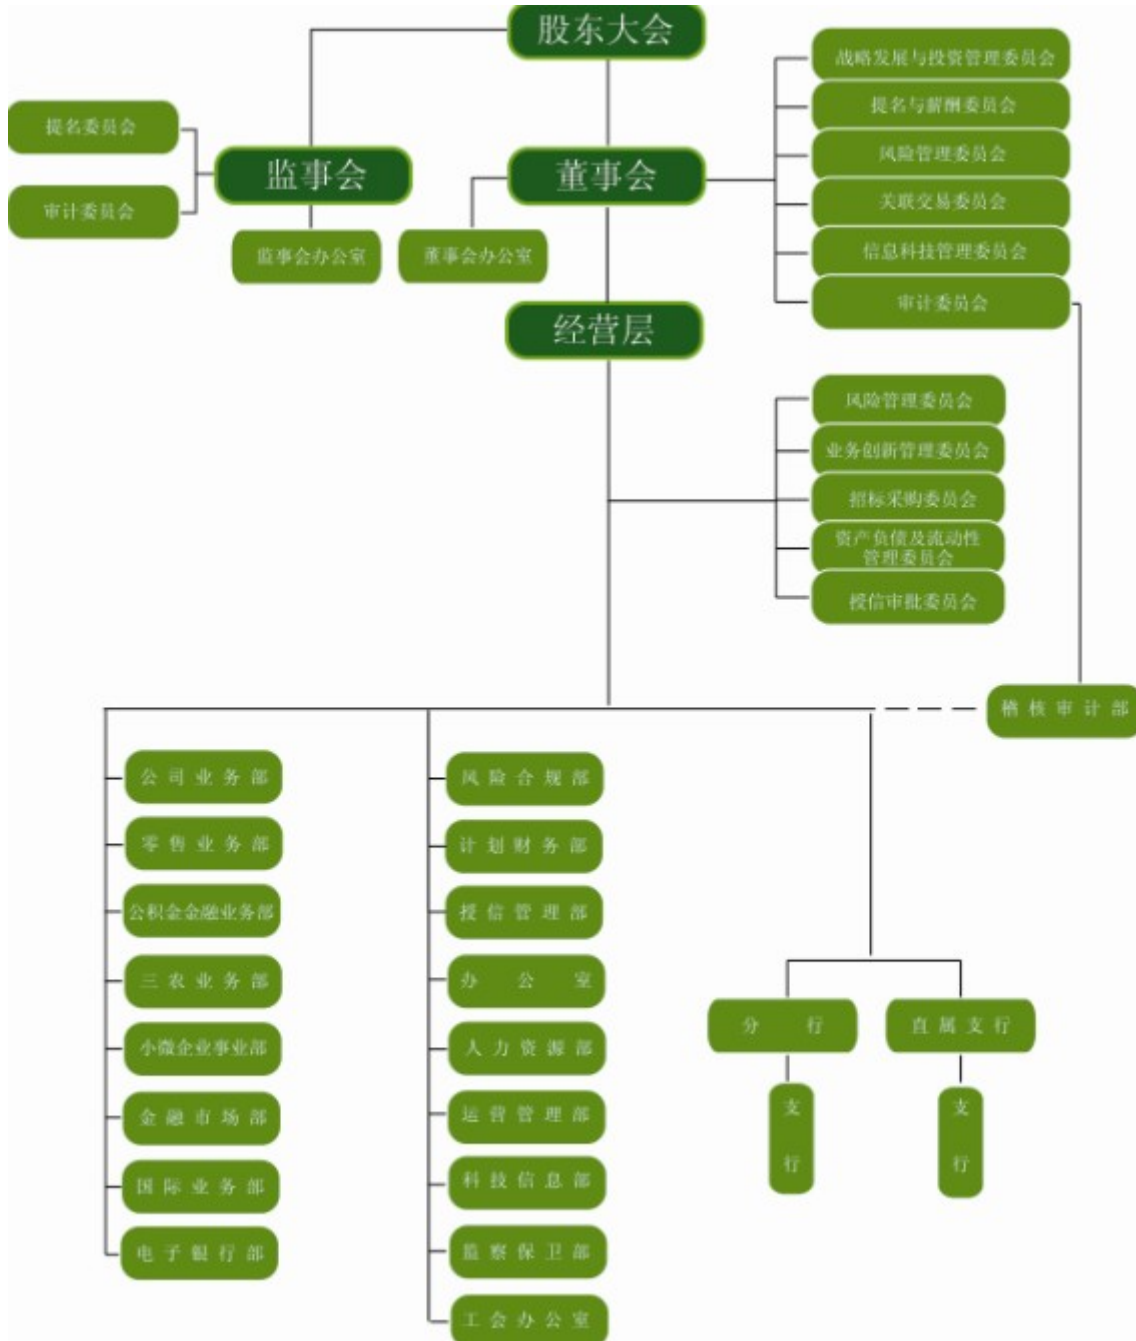 股东大会
战略发展与投资管理委员会
提名与薪酬委员会
风险管理委员会
关联交易委员会
信息科技管理委员会
审计委员会
提名委员会
审计委员会
监事会
董事会
监事会办公室
董事会办公室
经营层
风险管理委员会
业务创新管理委员会
招标采购委员会
资产负债及流动性
管理委员会
授信审批委员会
稽核审计部
公司业务部
零售业务部
公积金金融业务部
三农业务部
小微企业事业部
金融市场部
国际业务部
电子银行部
风险合规部
计划财务部
授信管理部
办公室
人力资源部
运营管理部
科技信息部
监察保卫部
工会办公室
分行
直属支行
支行
支行